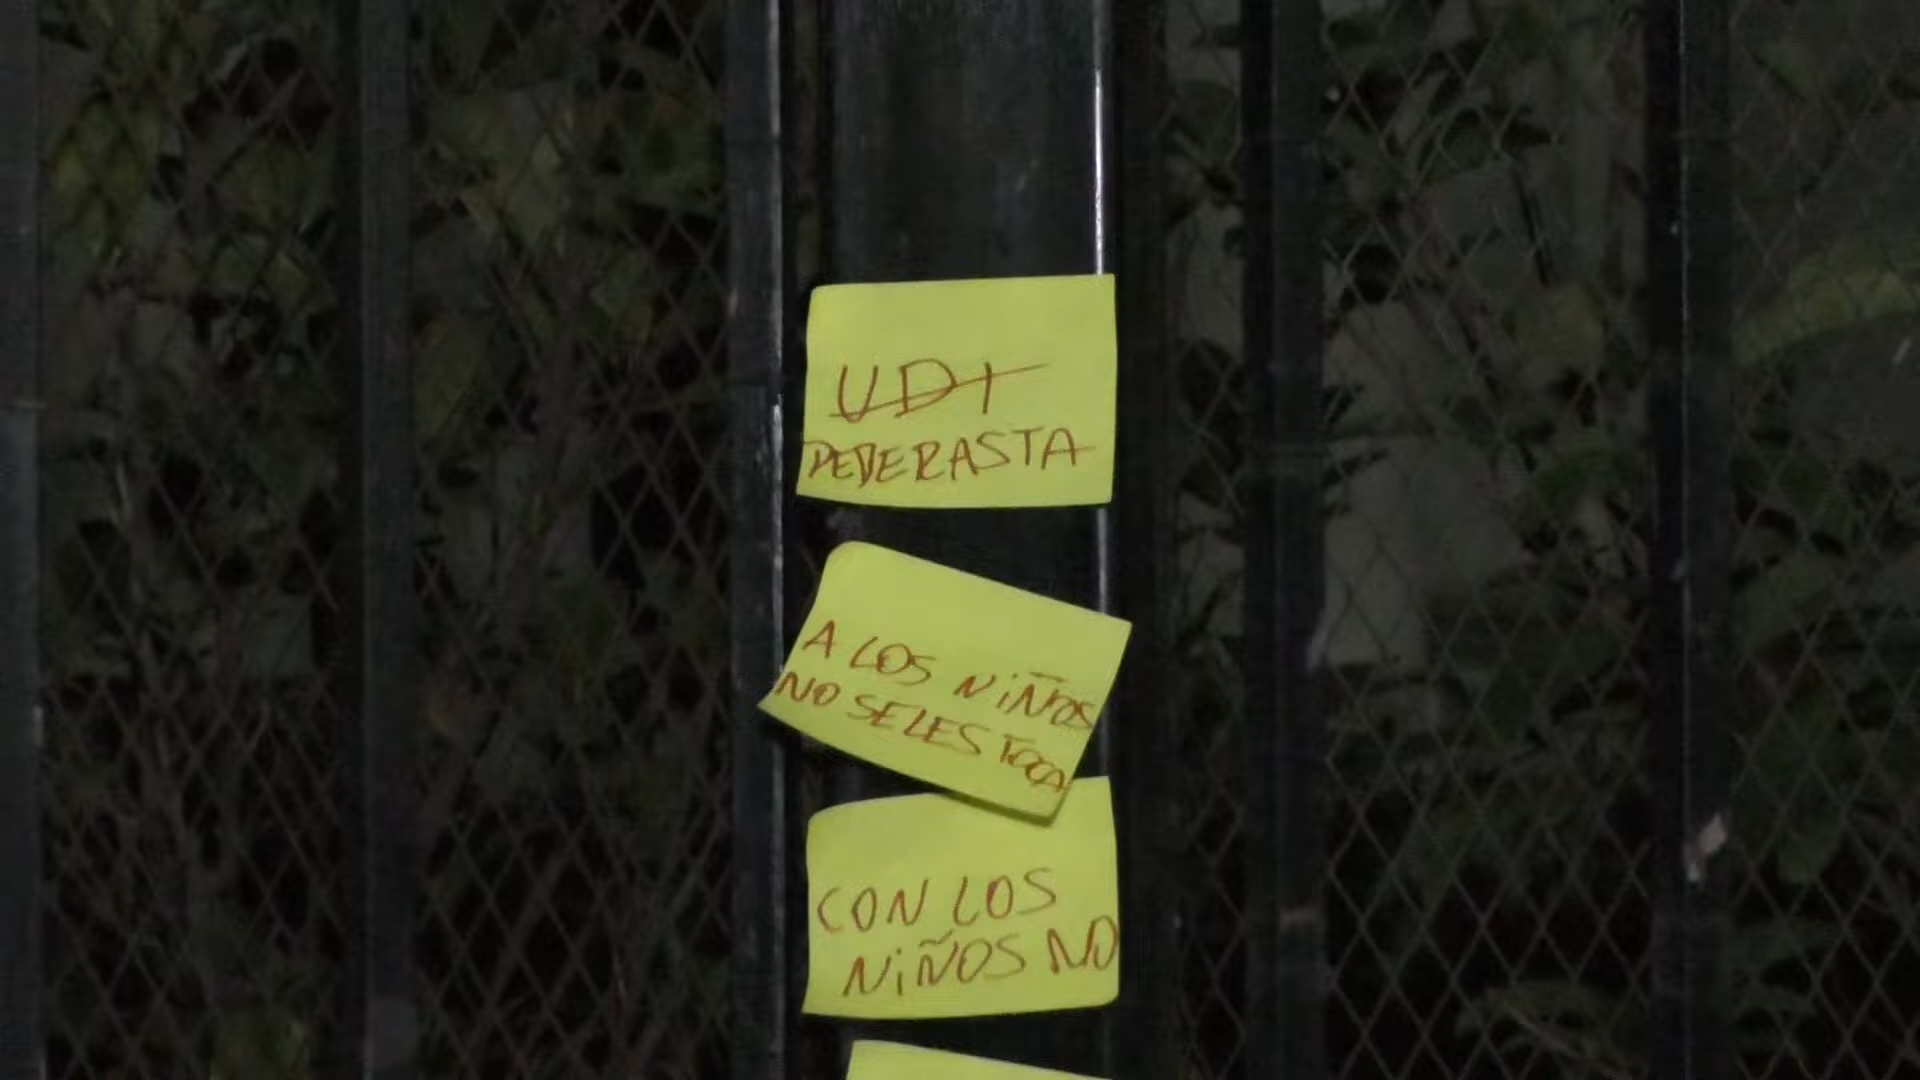 UDI
PEDERASTA
A LOS NIÑOS
NO SE LES TOCA
CON LOS
NIÑOS NO